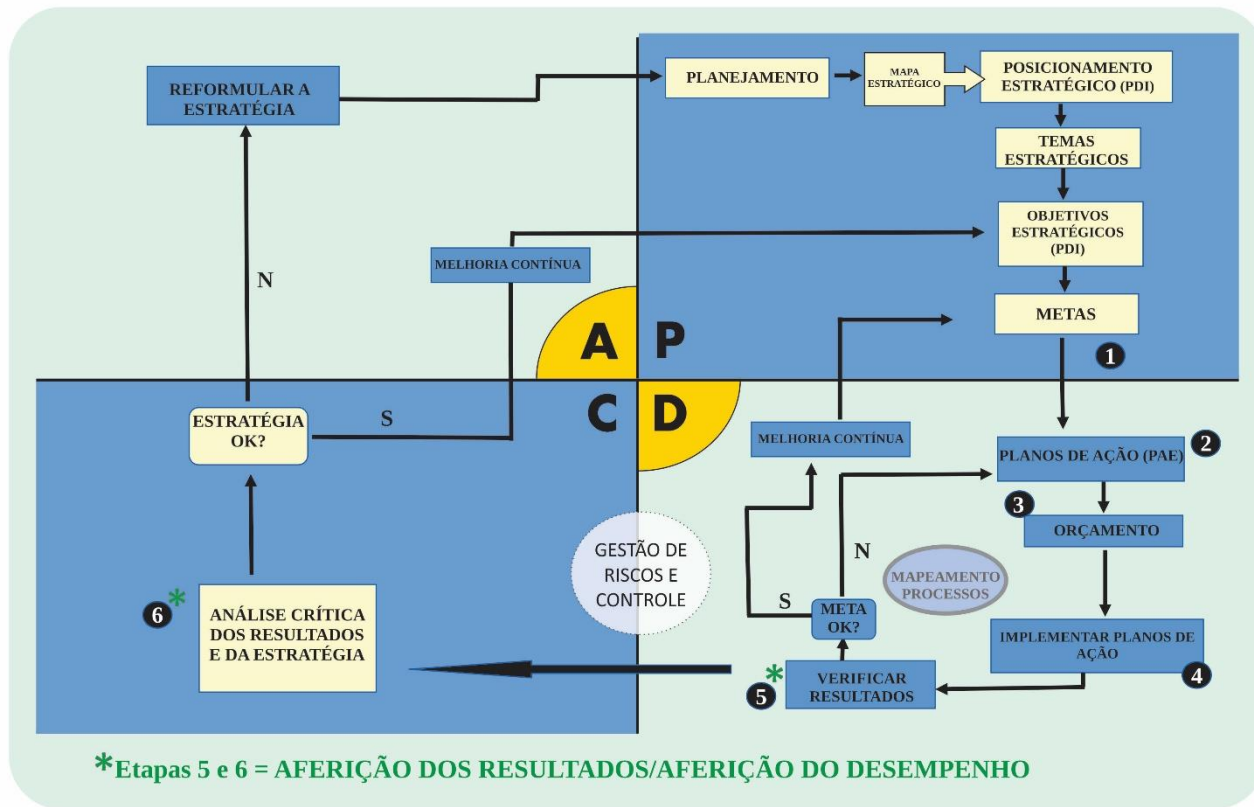 REFORMULAR A
ESTRATÉGIA
PLANEJAMENTO
MAPA
ESTRATÉGICO
POSICIONAMENTO
ESTRATÉGICO (PDI)
TEMAS
ESTRATÉGICOS
OBJETIVOS
ESTRATÉGICOS
(PDI)
METAS
1
MELHORIA CONTÍNUA
N
A
P
C
D
ESTRATÉGIA
OK?
S
MELHORIA CONTÍNUA
PLANOS DE AÇÃO (PAE)
2
3
ORÇAMENTO
N
MAPEAMENTO
PROCESSOS
GESTÃO DE
RISCOS E
CONTROLE
S
META
OK?
IMPLEMENTAR PLANOS DE
AÇÃO
4
5
*
VERIFICAR
RESULTADOS
6
*
ANÁLISE CRÍTICA
DOS RESULTADOS
E DA ESTRATÉGIA
*Etapas 5 e 6 = AFERIÇÃO DOS RESULTADOS/AFERIÇÃO DO DESEMPENHO